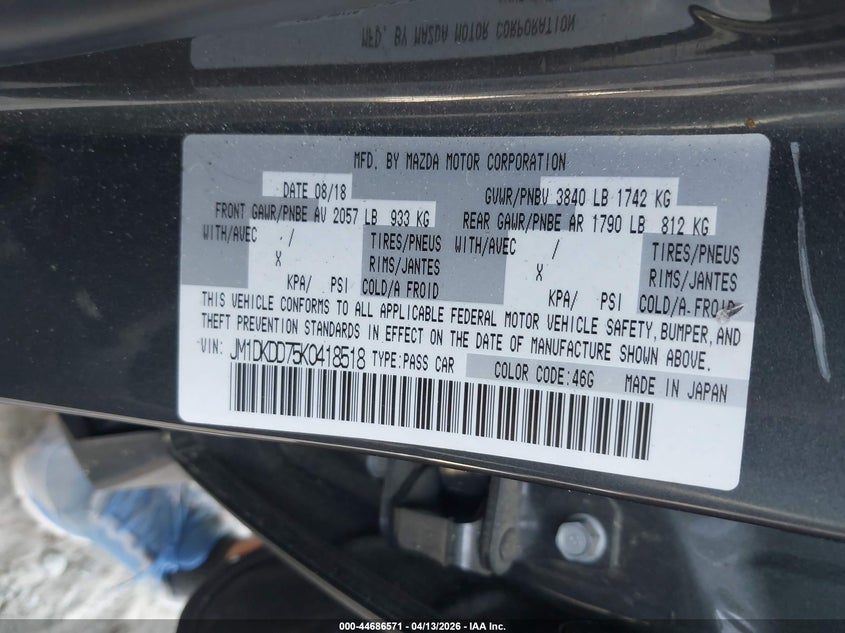 MFD. BY MAZDA MOTOR CORPORATION
MFD. BY MAZDA MOTOR CORPORATION
DATE 08/18 GVWR/PNBV 3840 LB 1742 KG
FRONT GAWR/PNBE AV 2057 LB 933 KG REAR GAWR/PNBE AR 1790 LB 812 KG
WITH/AVEC / TIRES/PNEUS WITH/AVEC / TIRES/PNEUS
X RIMS/JANTES X RIMS/JANTES
KPA/ PSI COLD/A FROID KPA/ PSI COLD/A.FROID
THIS VEHICLE CONFORMS TO ALL APPLICABLE FEDERAL MOTOR VEHICLE SAFETY,BUMPER,AND
THEFT PREVENTION STANDARDS IN EFFECT ON THE DATE OF MANUFACTURE SHOWN ABOVE.
VIN: JM1DKDD75K0418518 TYPE:PASS CAR COLOR CODE:46G MADE IN JAPAN
000-44686571 | 04/13/2026 | IAA Inc.